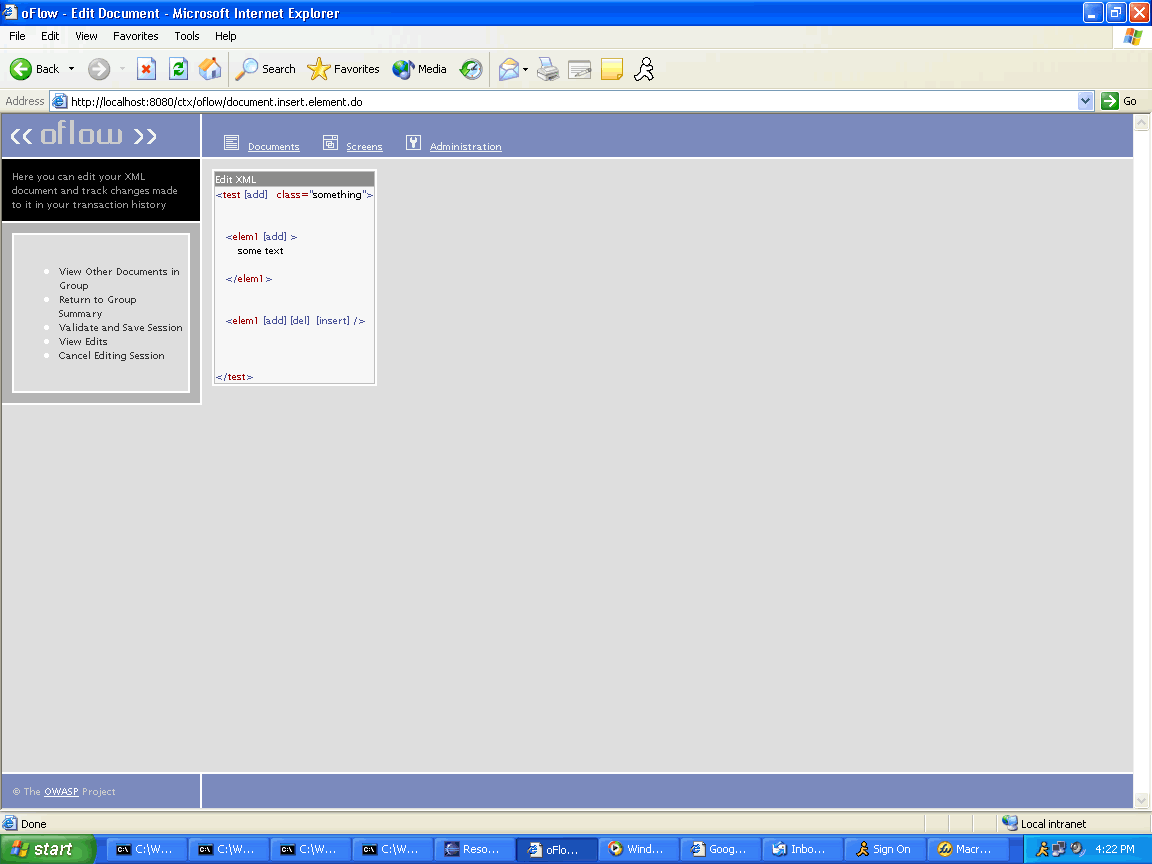 oFlow - Edit Document - Microsoft Internet Explorer
File Edit View Favorites Tools Help
Back Search Favorites Media
Address http://localhost:8080/ctx/oflow/document.insert.element.do Go
<< oflow >> Documents Screens Administration
Here you can edit your XML
document and track changes made
to it in your transaction history
View Other Documents in
Group
Return to Group
Summary
Validate and Save Session
View Edits
Cancel Editing Session
Edit XML
<test [add] class="something">
<elem1 [add] >
some text
</elem1>
<elem1 [add] [del] [insert] />
</test>
© The OWASP Project
Done Local intranet
start C:\W... C:\W... C:\W... C:\W... Reso... oFlo... Wind... Goog... Inbo... Sign On Macr... 4:22 PM